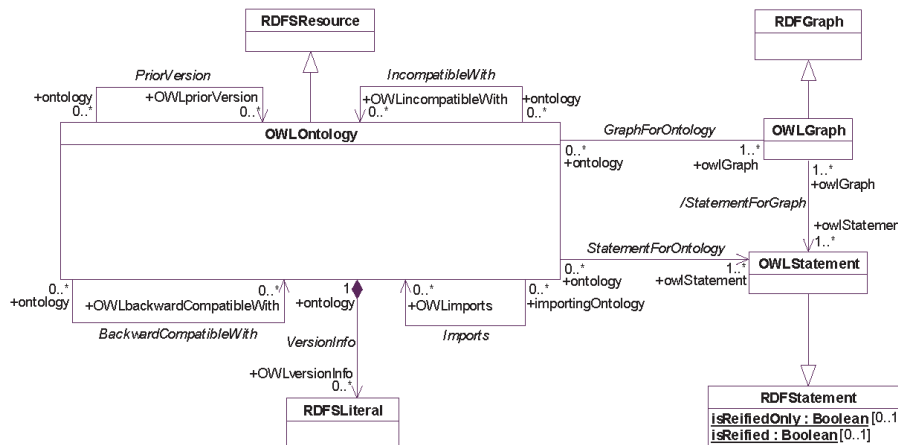 RDFSResource
RDFGraph
PriorVersion
IncompatibleWith
+ontology
+OWLpriorVersion
+OWLincompatibleWith
+ontology
0..*
0..*
0..*
0..*
OWLOntology
GraphForOntology
OWLGraph
0..*
1..*
+ontology
+owlGraph
1..*
+owlGraph
/StatementForGraph
+owlStatemen
1..*
StatementForOntology
0..*
1..*
OWLStatement
+ontology
+owlStatement
0..*
0..*
1
0..*
0..*
+ontology
+OWLbackwardCompatibleWith
+ontology
+OWLimports
+importingOntology
BackwardCompatibleWith
VersionInfo
Imports
+OWLversionInfo
0..*
RDFSLiteral
RDFStatement
isReifiedOnly : Boolean [0..1
isReified : Boolean [0..1]